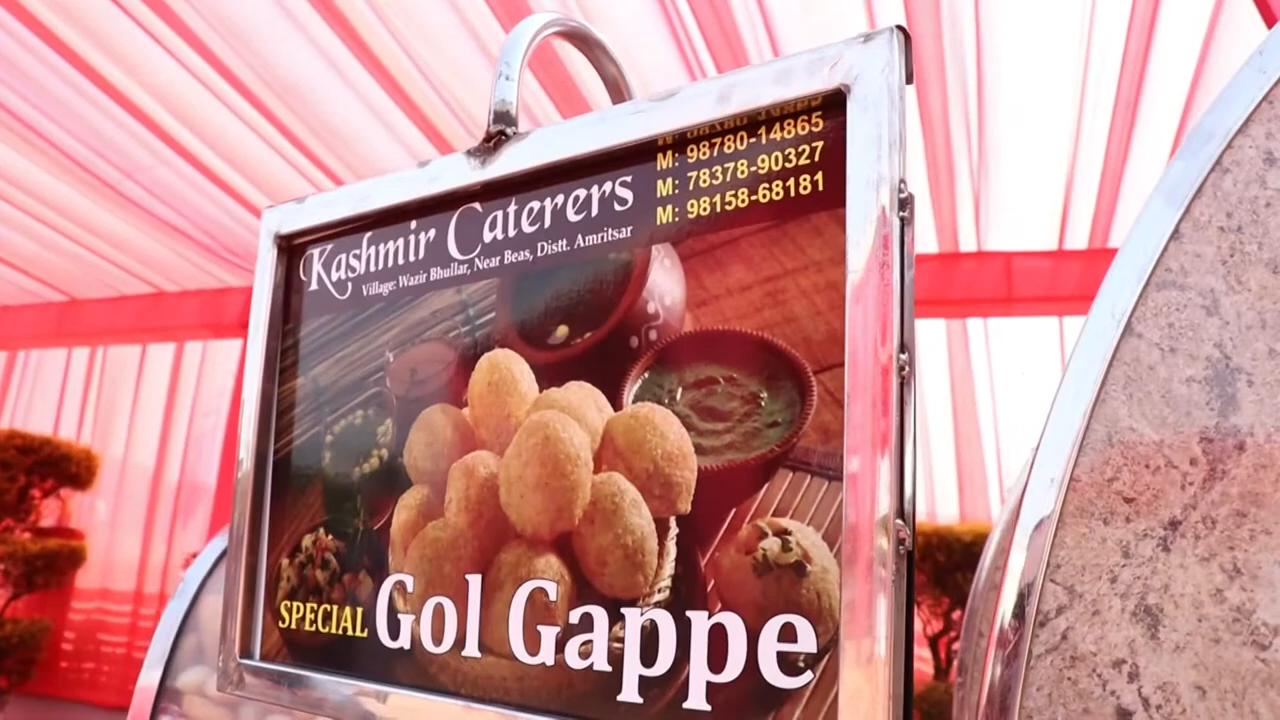 Kashmir Caterers
Village: Wazir Bhullar, Near Beas, Distt. Amritsar
M: 98780-14865
M: 78378-90327
M: 98158-68181
SPECIAL Gol Gappe